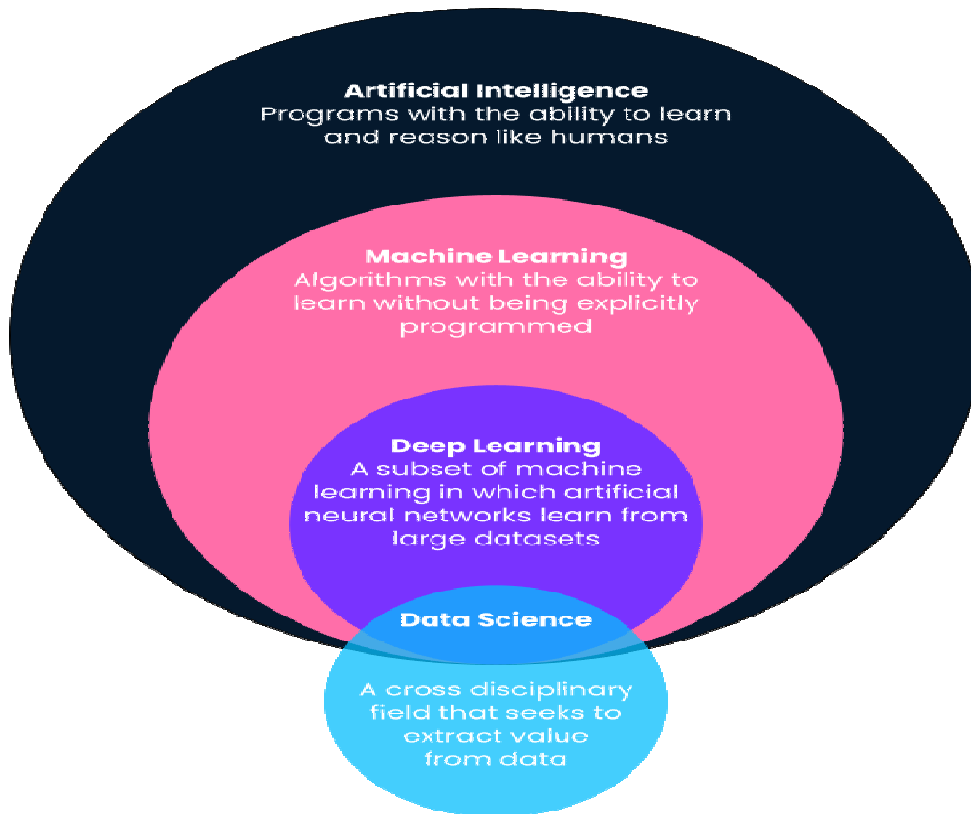 Artificial Intelligence
Programs with the ability to learn
and reason like humans
Machine Learning
Algorithms with the ability to
learn without being explicitly
programmed
Deep Learning
A subset of machine
learning in which artificial
neural networks learn from
large datasets
Data Science
A cross disciplinary
field that seeks to
extract value
from data